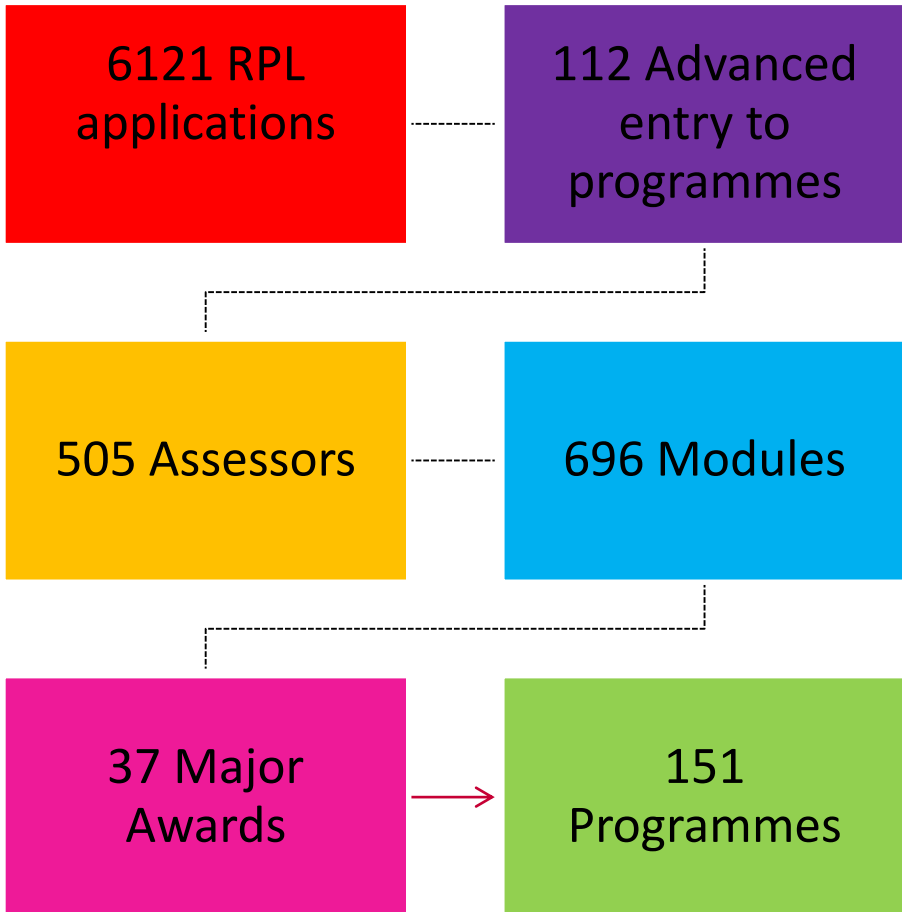 6121 RPL
applications
112 Advanced
entry to
programmes
505 Assessors
696 Modules
37 Major
Awards
151
Programmes